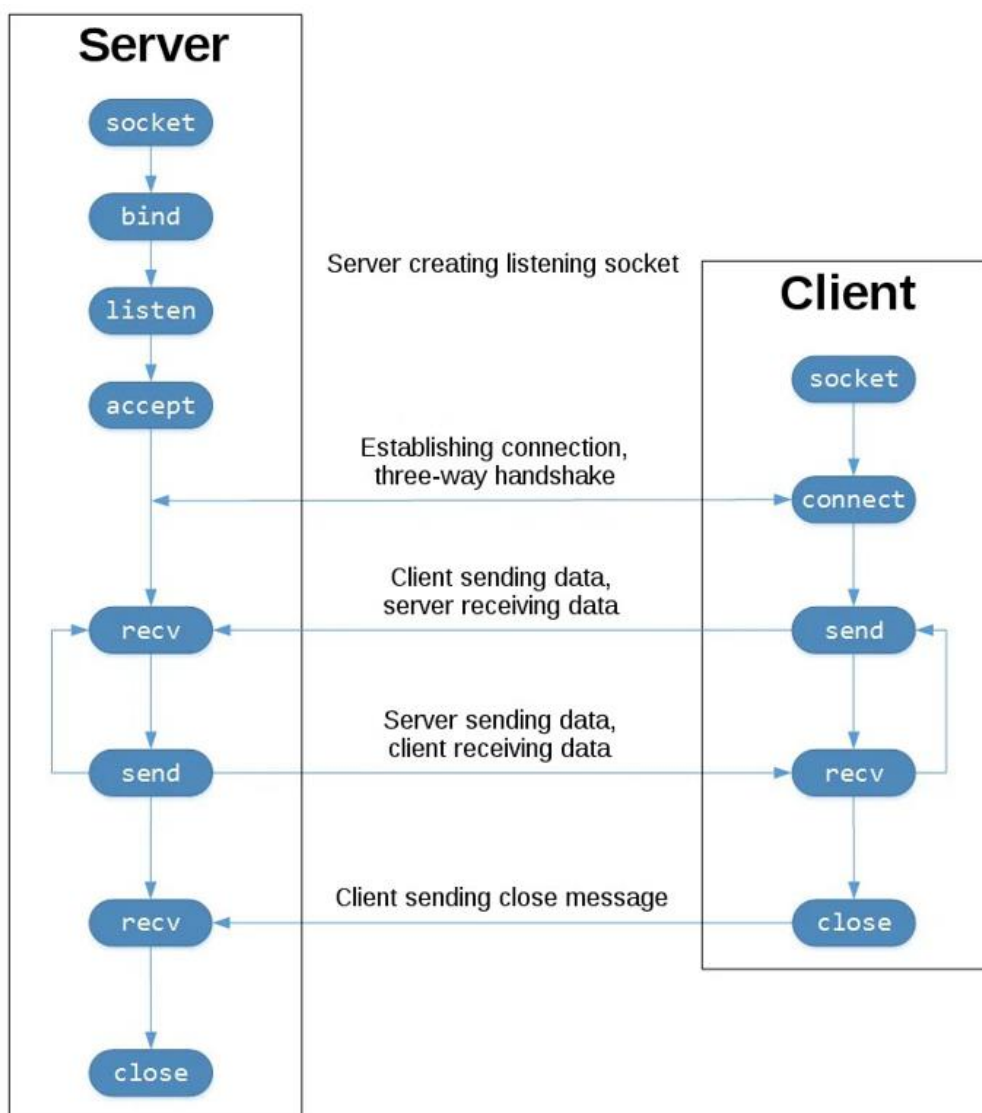 Server
socket
bind
listen
accept
recv
send
recv
close
Server creating listening socket
Establishing connection,
three-way handshake
Client sending data,
server receiving data
Server sending data,
client receiving data
Client sending close message
Client
socket
connect
send
recv
close